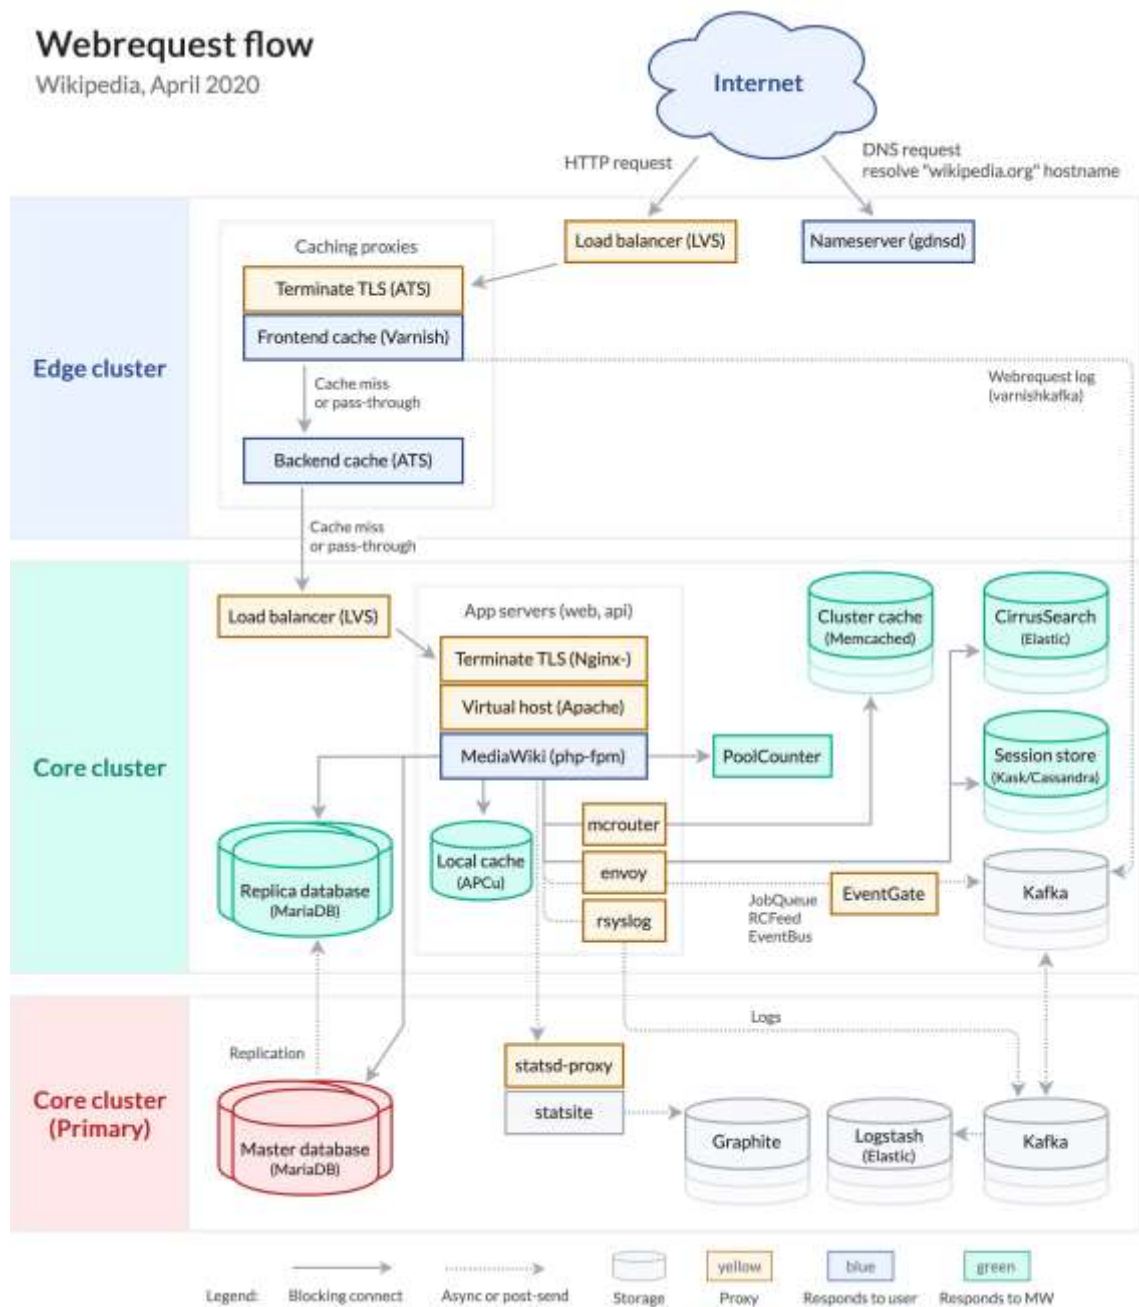 Webrequest flow
Wikipedia, April 2020
Internet
HTTP request
DNS request
resolve "wikipedia.org" hostname
Edge cluster
Load balancer (LVS)
Nameserver (gdnsd)
Caching proxies
Terminate TLS (ATS)
Frontend cache (Varnish)
Cache miss
or pass-through
Webrequest log
(varnishkafka)
Backend cache (ATS)
Cache miss
or pass-through
Core cluster
Load balancer (LVS)
App servers (web, api)
Terminate TLS (Nginx-)
Virtual host (Apache)
MediaWiki (php-fpm)
PoolCounter
Cluster cache
(Memcached)
CirrusSearch
(Elastic)
Session store
(Kask/Cassandra)
mcrouter
envoy
rsyslog
Local cache
(APCu)
Replica database
(MariaDB)
JobQueue
RCFeed
EventBus
EventGate
Kafka
Core cluster
(Primary)
Replication
Logs
Master database
(MariaDB)
statsd-proxy
statsite
Graphite
Logstash
(Elastic)
Kafka
Legend:
Blocking connect
Async or post-send
Storage
yellow
Proxy
blue
Responds to user
green
Responds to MW